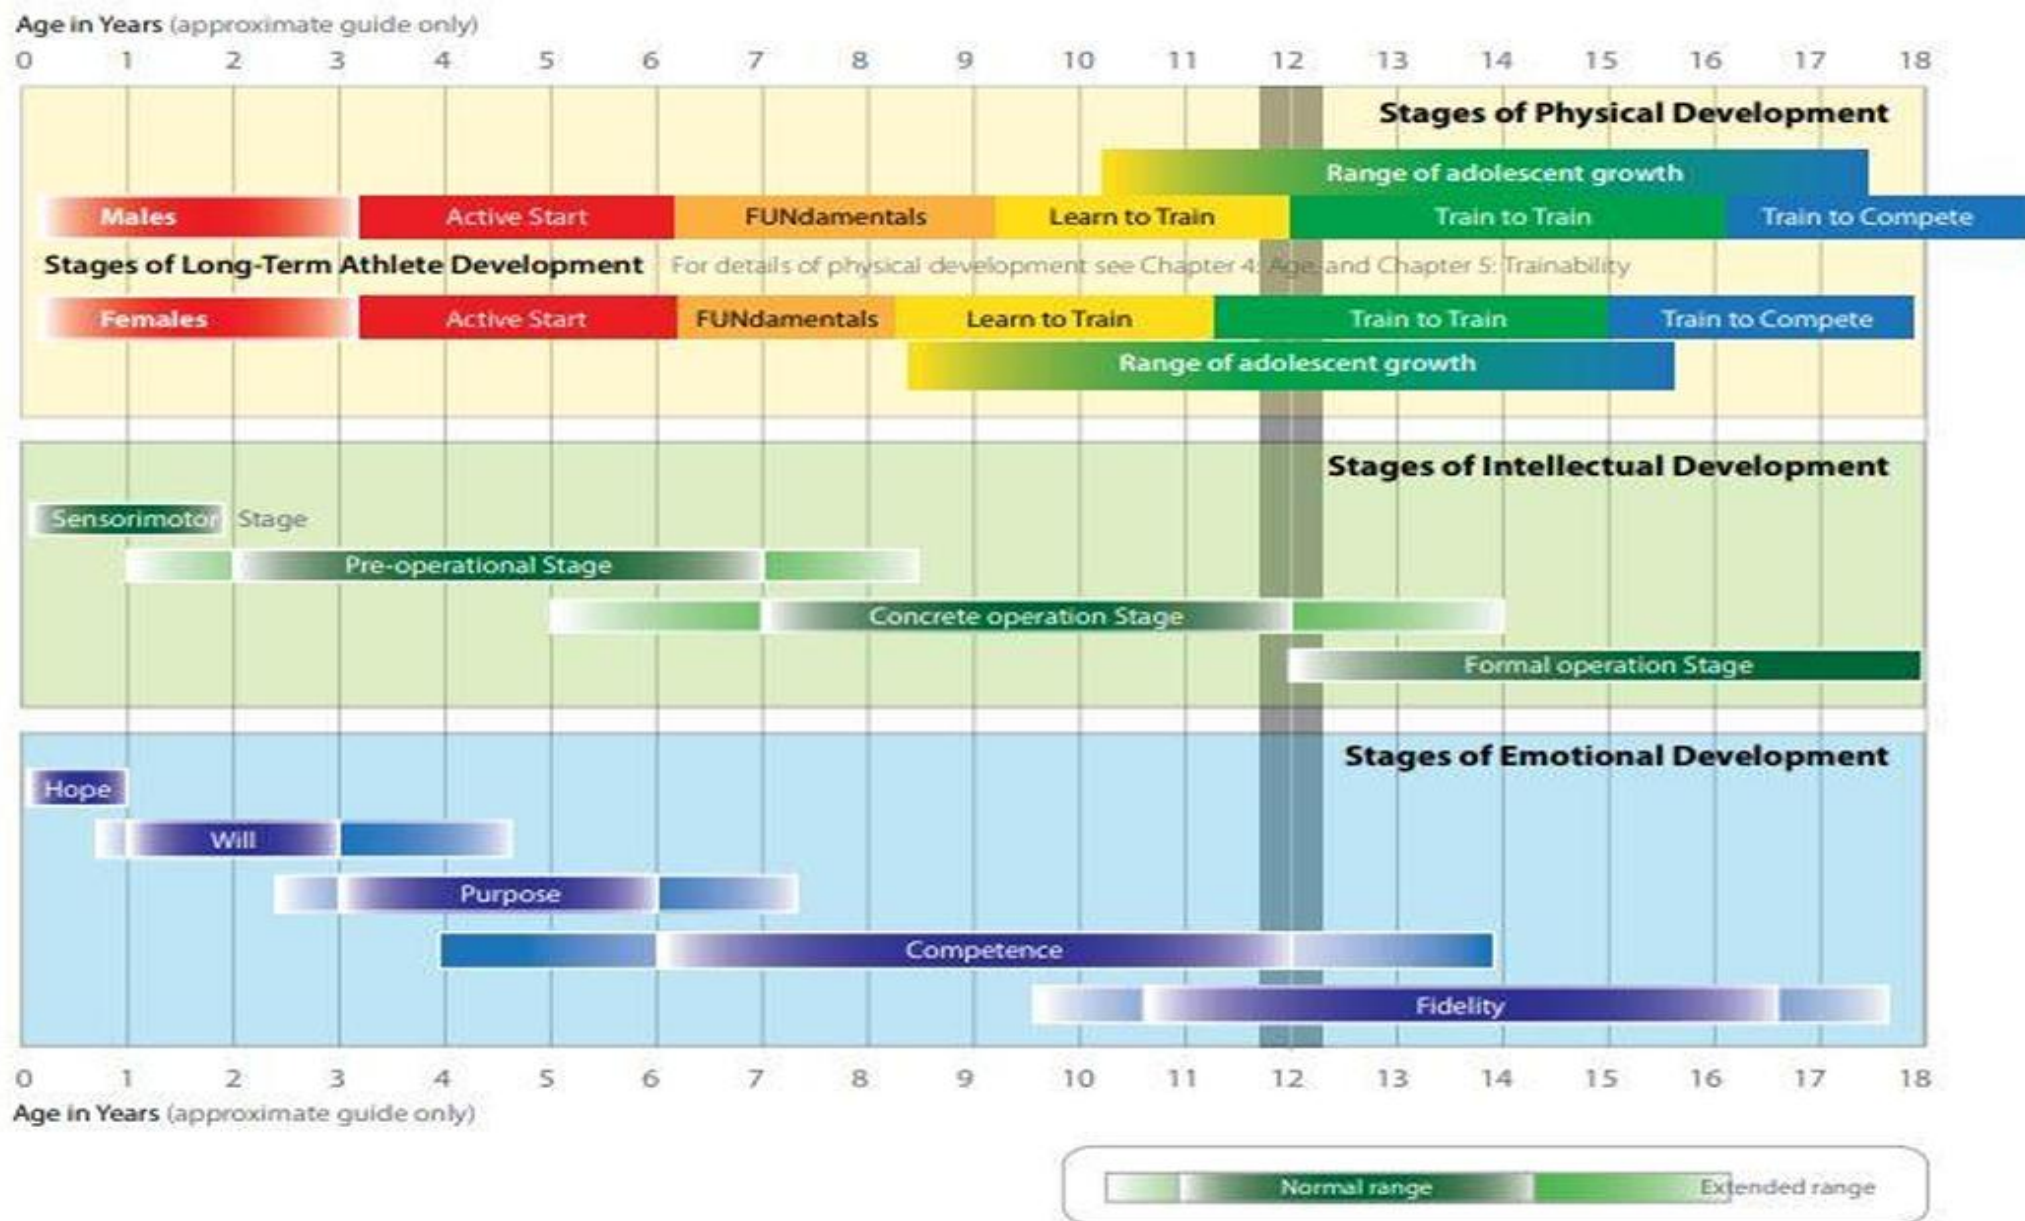 Age in Years (approximate guide only)
0 1 2 3 4 5 6 7 8 9 10 11 12 13 14 15 16 17 18
Stages of Physical Development
Range of adolescent growth
Males Active Start FUNdamentals Learn to Train Train to Train Train to Compete
Stages of Long-Term Athlete Development For details of physical development see Chapter 4: Age, and Chapter 5: Trainability
Females Active Start FUNdamentals Learn to Train Train to Train Train to Compete
Range of adolescent growth
Stages of Intellectual Development
Sensorimotor Stage
Pre-operational Stage
Concrete operation Stage
Formal operation Stage
Stages of Emotional Development
Hope
Will
Purpose
Competence
Fidelity
0 1 2 3 4 5 6 7 8 9 10 11 12 13 14 15 16 17 18
Age in Years (approximate guide only)
Normal range Extended range